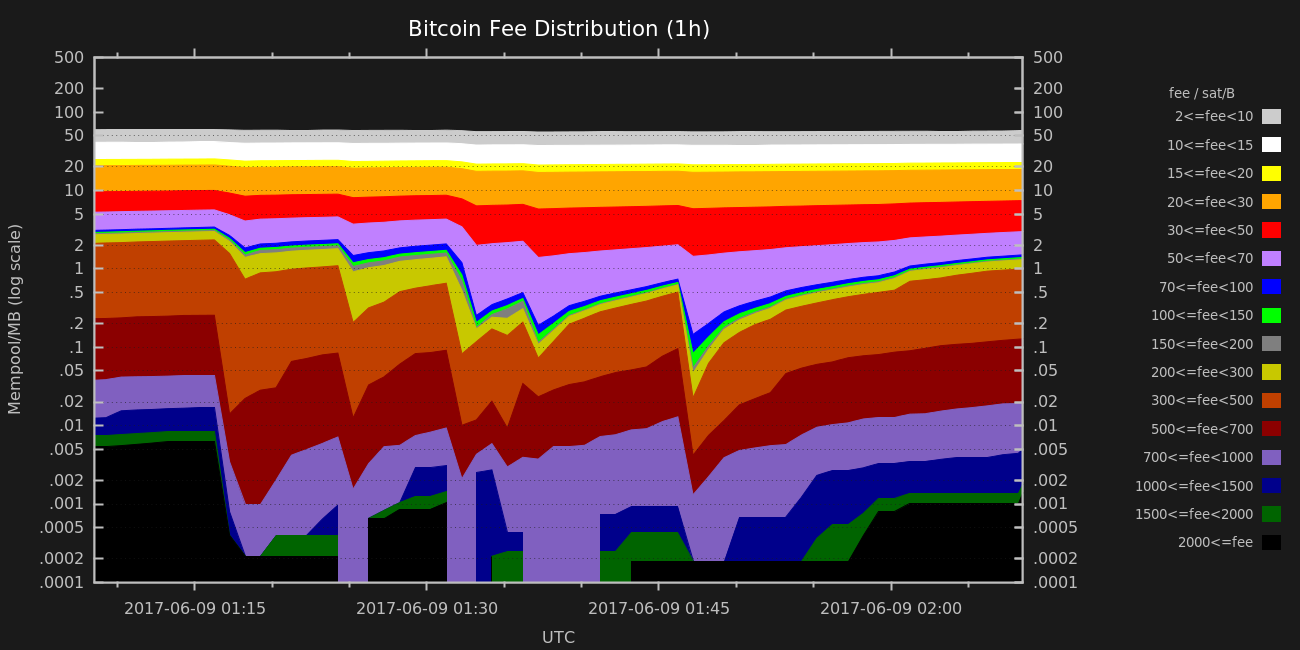 Bitcoin Fee Distribution (1h)
500
200
100
50
20
10
5
2
1
.5
.2
.1
.05
.02
.01
.005
.002
.001
.0005
.0002
.0001
Mempool/MB (log scale)
500
200
100
50
20
10
5
2
1
.5
.2
.1
.05
.02
.01
.005
.002
.001
.0005
.0002
.0001
2017-06-09 01:15
2017-06-09 01:30
2017-06-09 01:45
2017-06-09 02:00
UTC
fee / sat/B
2<=fee<10
10<=fee<15
15<=fee<20
20<=fee<30
30<=fee<50
50<=fee<70
70<=fee<100
100<=fee<150
150<=fee<200
200<=fee<300
300<=fee<500
500<=fee<700
700<=fee<1000
1000<=fee<1500
1500<=fee<2000
2000<=fee